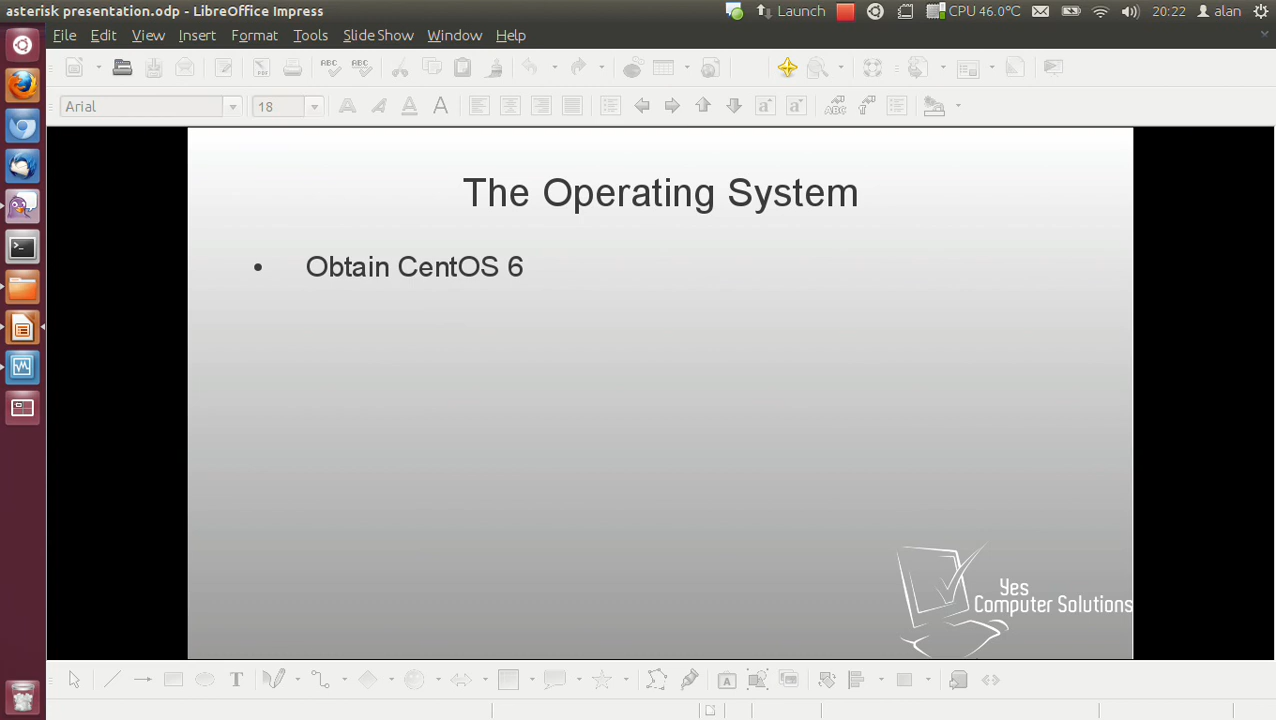 asterisk presentation.odp - LibreOffice Impress
Launch CPU 46.0°C 20:22 alan
File Edit View Insert Format Tools Slide Show Window Help
Arial 18
The Operating System
• Obtain CentOS 6
Yes
Computer Solutions